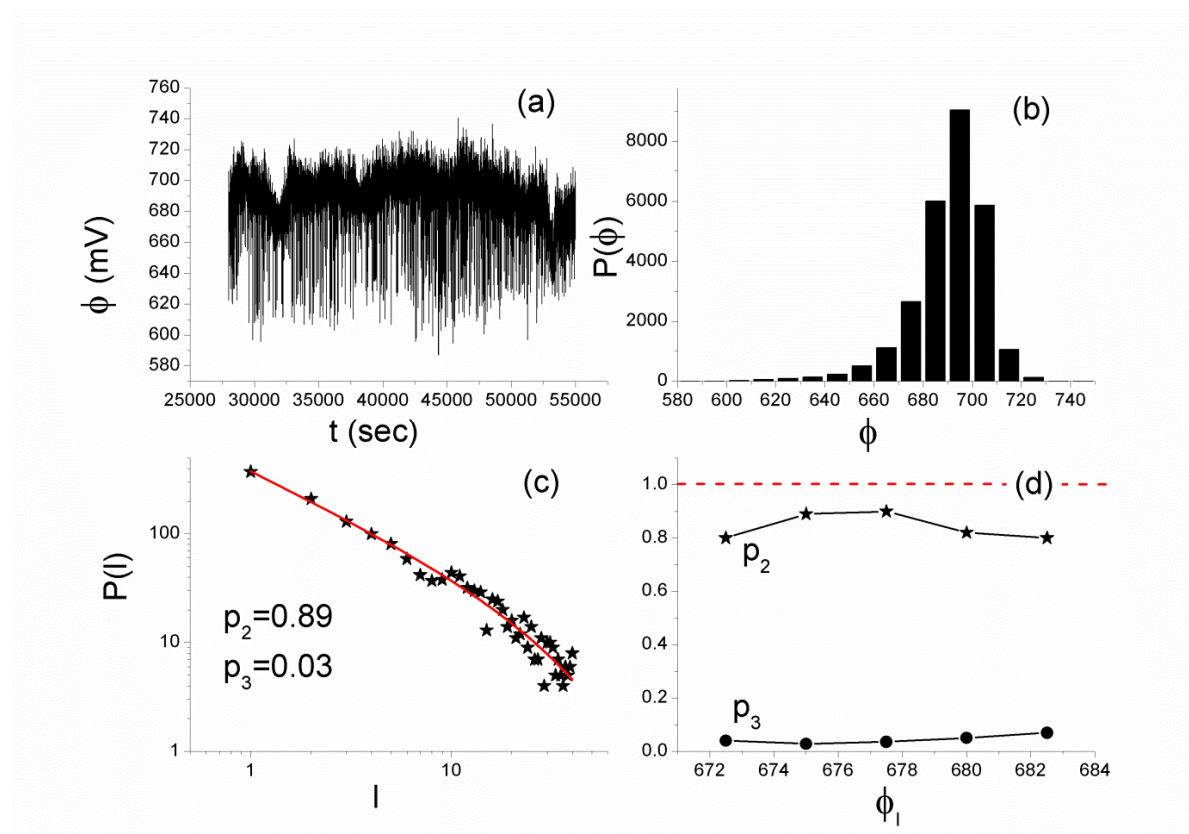 (a)
760
740
720
700
680
660
640
620
600
580
ϕ (mV)
25000 30000 35000 40000 45000 50000 55000
t (sec)
(b)
8000
6000
4000
2000
0
P(ϕ)
580 600 620 640 660 680 700 720 740
ϕ
(c)
100
10
1
P(l)
p₂=0.89
p₃=0.03
1 10
l
(d)
1.0
0.8
0.6
0.4
0.2
0.0
p₂
p₃
672 674 676 678 680 682 684
ϕₗ